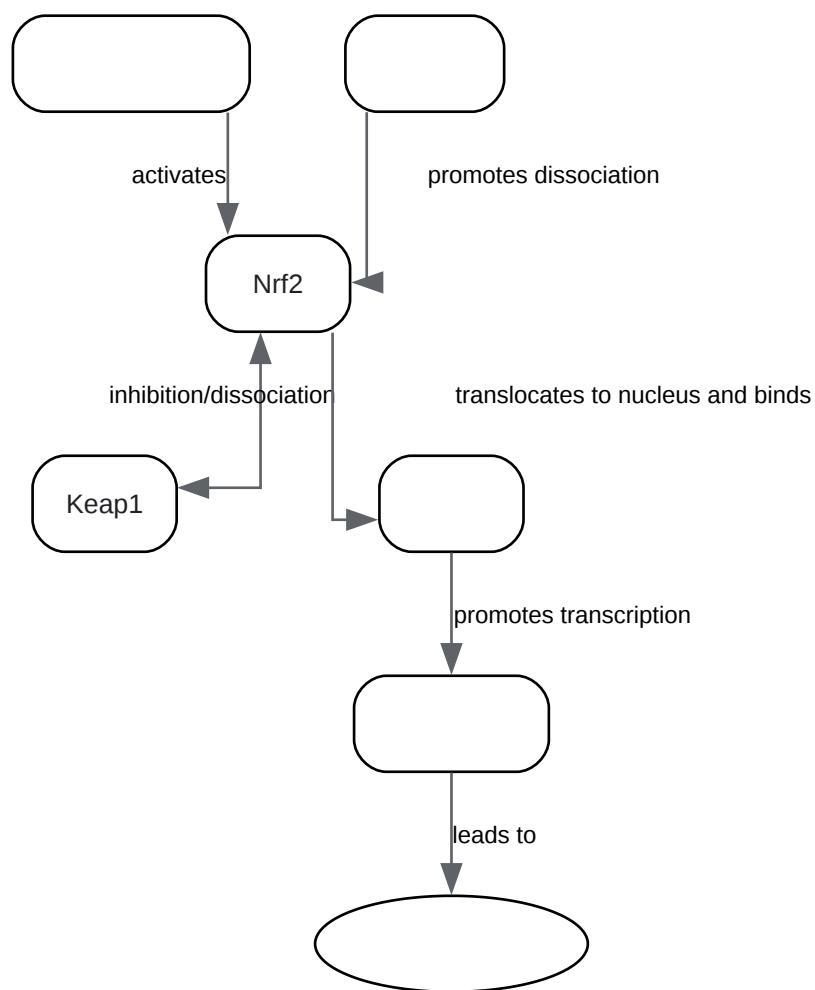 activates
promotes dissociation
Nrf2
inhibition/dissociation
translocates to nucleus and binds
Keap1
promotes transcription
leads to